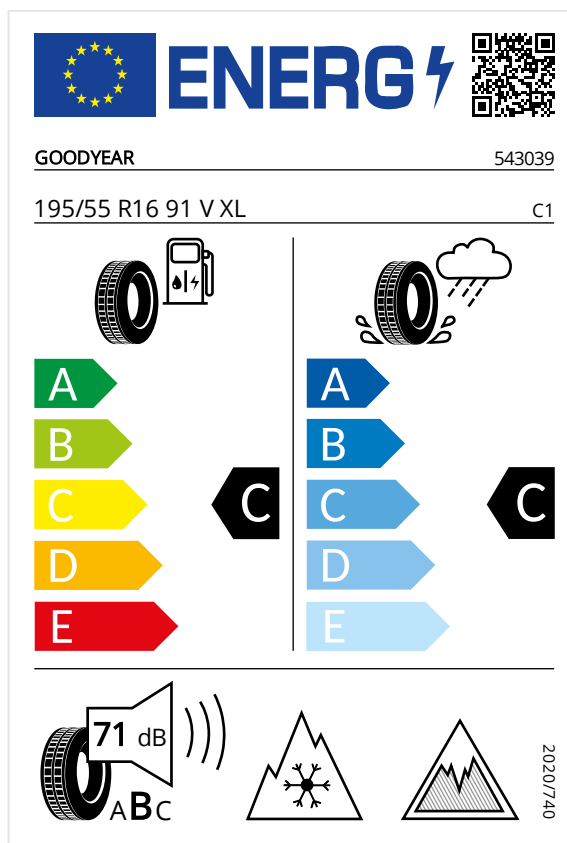 ENERG
GOODYEAR 543039
195/55 R16 91 V XL C1
A A
B B
C C C C
D D
E E
71 dB
ABC
2020/740